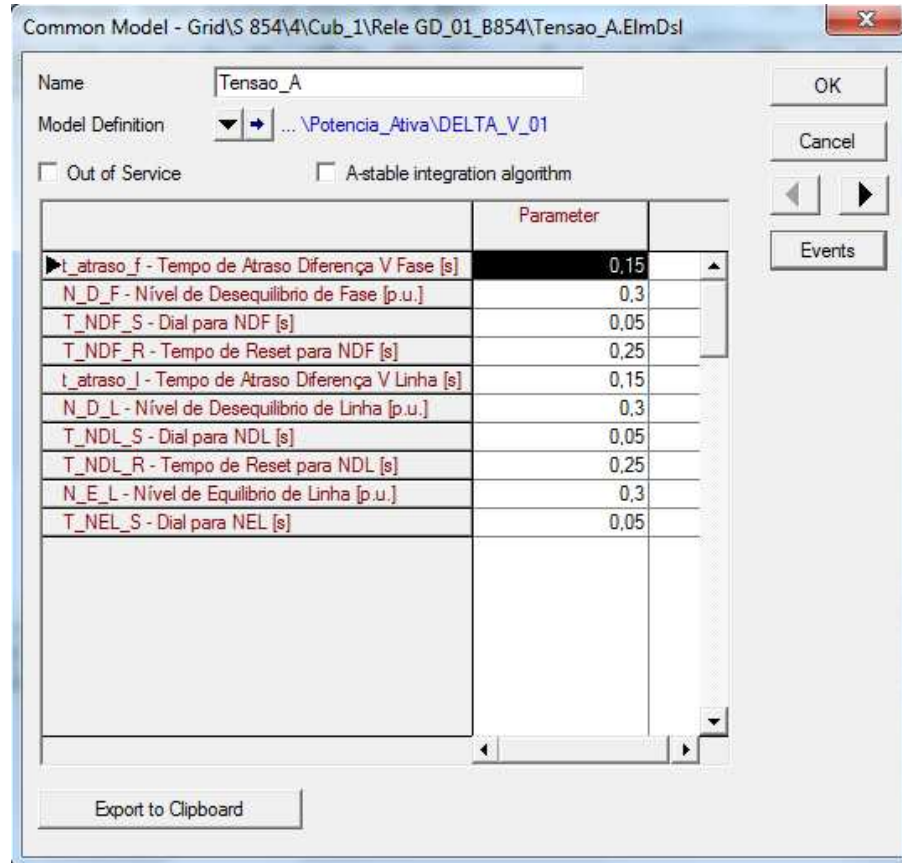 Common Model - Grid\S 854\4\Cub_1\Rele GD_01_B854\Tensao_A.ElmDsl
Name Tensao_A OK
Model Definition ... \Potencia_Ativa\DELTA_V_01 Cancel
Out of Service A-stable integration algorithm
Parameter
Events
t_atraso_f - Tempo de Atraso Diferença V Fase [s] 0,15
N_D_F - Nível de Desequilibrio de Fase [p.u.] 0,3
T_NDF_S - Dial para NDF [s] 0,05
T_NDF_R - Tempo de Reset para NDF [s] 0,25
t_atraso_l - Tempo de Atraso Diferença V Linha [s] 0,15
N_D_L - Nível de Desequilibrio de Linha [p.u.] 0,3
T_NDL_S - Dial para NDL [s] 0,05
T_NDL_R - Tempo de Reset para NDL [s] 0,25
N_E_L - Nível de Equilibrio de Linha [p.u.] 0,3
T_NEL_S - Dial para NEL [s] 0,05
Export to Clipboard